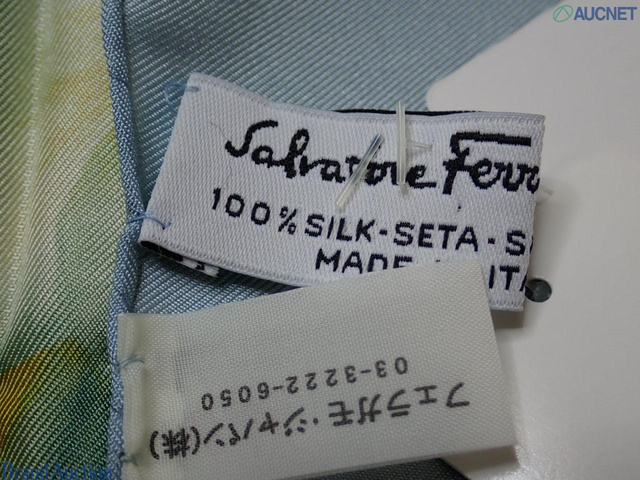 AUCNET
Salvatore Ferr
100% SILK-SETA-S
MADE
フェラガモ・ジャパン(株)
03-3222-6050